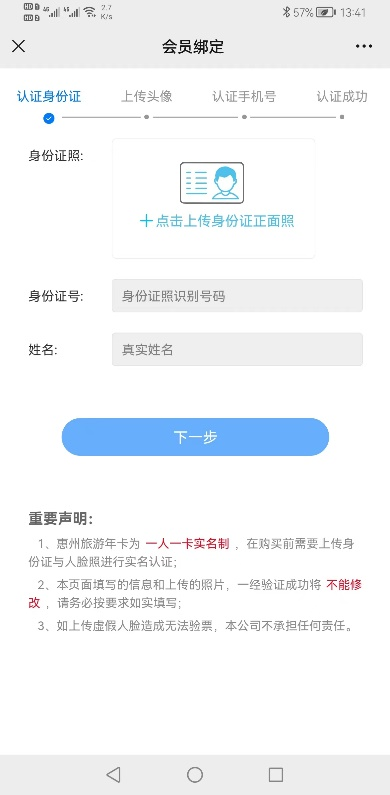 HD 1 4G 4G 2.7 57% 13:41
HD 2 K/s
会员绑定
认证身份证 上传头像 认证手机号 认证成功
身份证照:
十点击上传身份证正面照
身份证号: 身份证照识别号码
姓名: 真实姓名
下一步
重要声明：
1、惠州旅游年卡为 一人一卡实名制 ，在购买前需要上传身
份证与人脸照进行实名认证；
2、本页面填写的信息和上传的照片，一经验证成功将 不能修
改 ，请务必按要求如实填写；
3、如上传虚假人脸造成无法验票，本公司不承担任何责任。